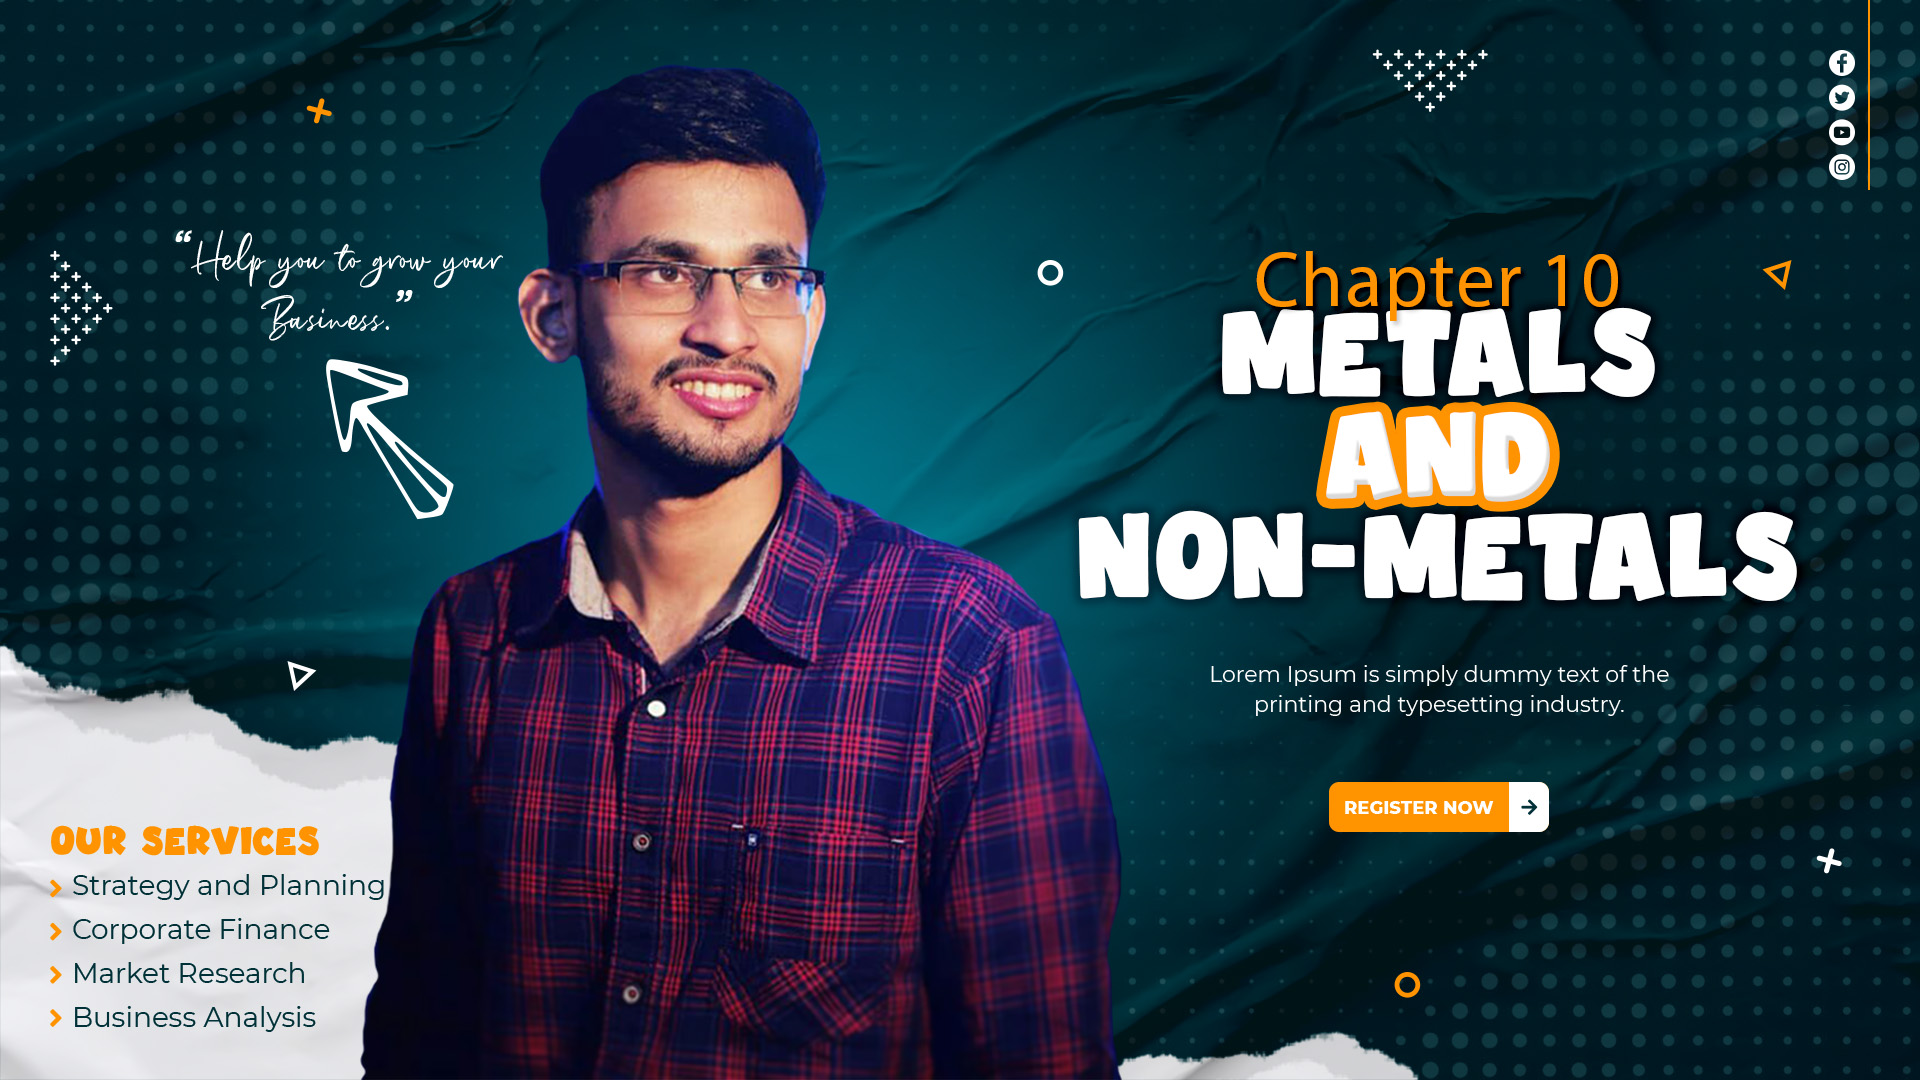 “Help you to grow your
Business.”
Chapter 10
METALS
AND
NON-METALS
Lorem Ipsum is simply dummy text of the
printing and typesetting industry.
REGISTER NOW
OUR SERVICES
Strategy and Planning
Corporate Finance
Market Research
Business Analysis